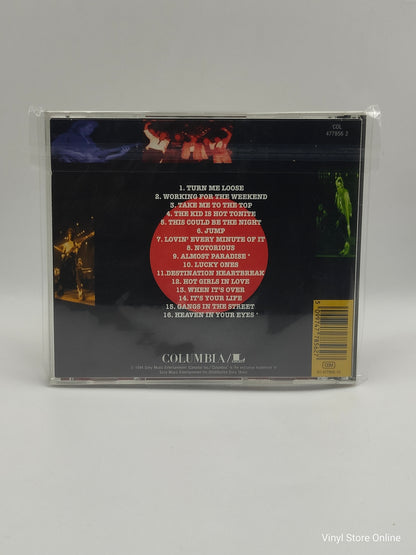 COL
477856 2
1. TURN ME LOOSE
2. WORKING FOR THE WEEKEND
3. TAKE ME TO THE TOP
4. THE KID IS HOT TONITE
5. THIS COULD BE THE NIGHT
6. JUMP
7. LOVIN' EVERY MINUTE OF IT
8. NOTORIOUS
9. ALMOST PARADISE *
10. LUCKY ONES
11.DESTINATION HEARTBREAK
12. HOT GIRLS IN LOVE
13. WHEN IT'S OVER
14. IT'S YOUR LIFE
15. GANGS IN THE STREET
16. HEAVEN IN YOUR EYES *
COLUMBIA/
Vinyl Store Online